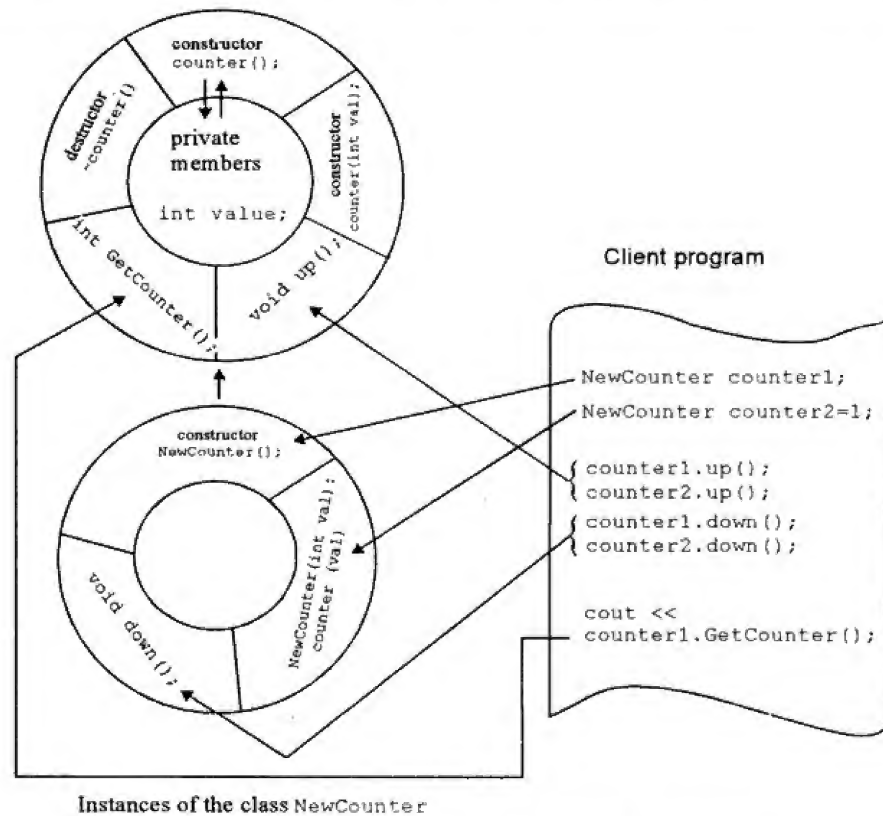 constructor
counter();
destructor
~counter()
constructor
counter(int val);
private
members
int value;
int GetCounter();
void up();
Client program
NewCounter counter1;
NewCounter counter2=1;
{ counter1.up();
{ counter2.up();
{ counter1.down();
{ counter2.down();
cout <<
counter1.GetCounter();
constructor
NewCounter();
NewCounter(int val);
counter (val)
void down();
Instances of the class NewCounter